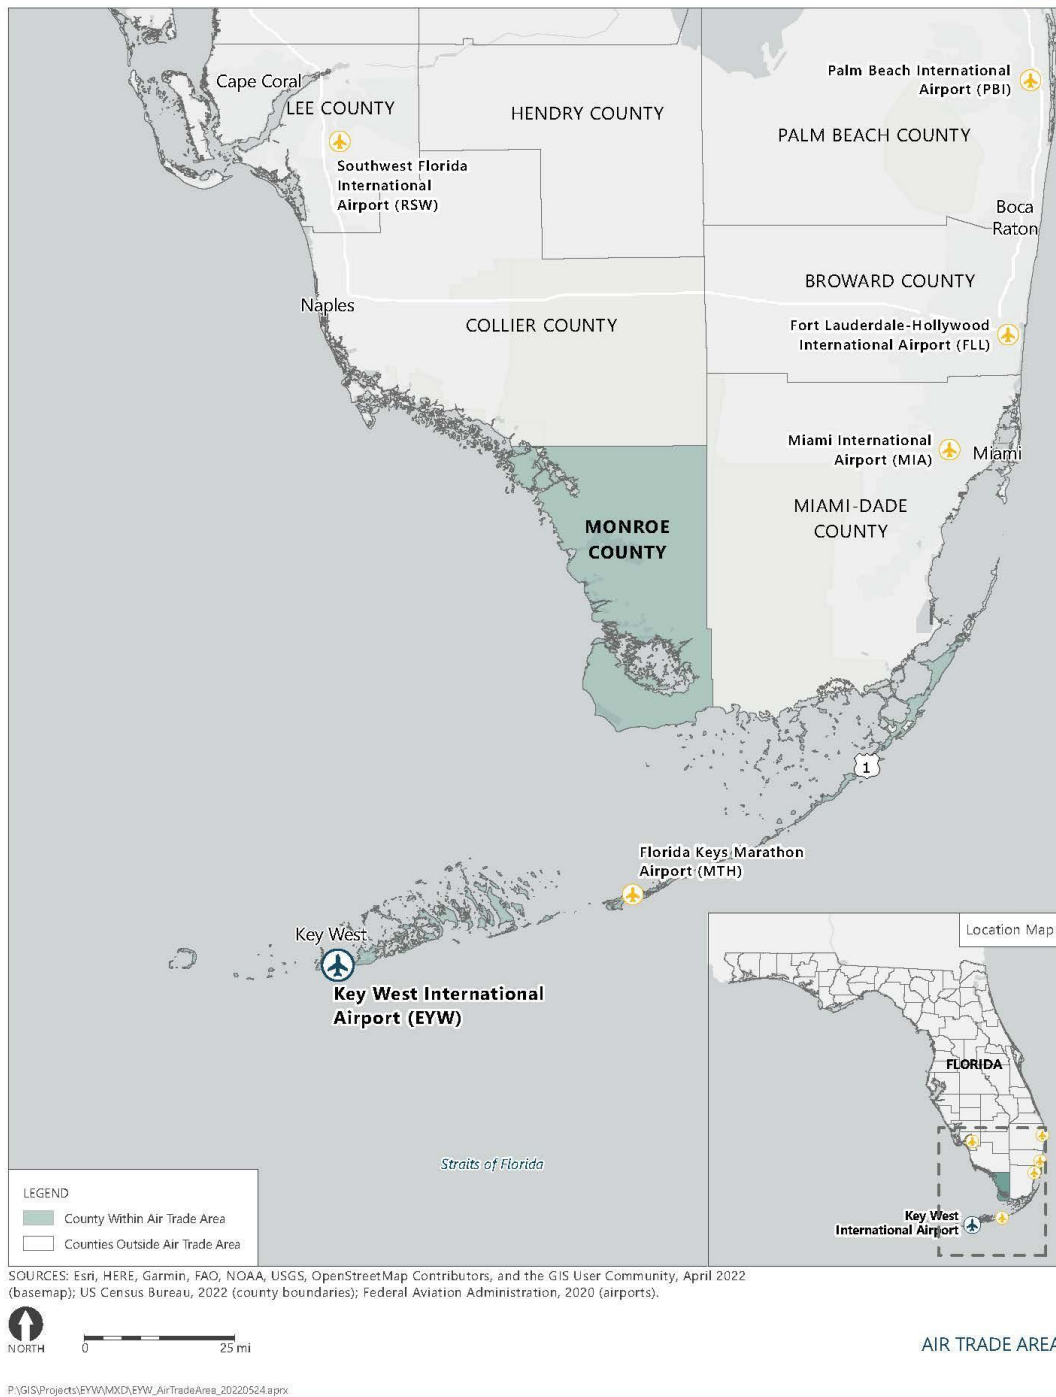 Palm Beach International
Airport (PBI)
Cape Coral
LEE COUNTY
HENDRY COUNTY
PALM BEACH COUNTY
Southwest Florida
International
Airport (RSW)
Boca
Raton
BROWARD COUNTY
Naples
COLLIER COUNTY
Fort Lauderdale-Hollywood
International Airport (FLL)
Miami International
Airport (MIA)
Miami
MONROE
COUNTY
MIAMI-DADE
COUNTY
1
Florida Keys Marathon
Airport (MTH)
Key West
Key West International
Airport (EYW)
Location Map
FLORIDA
Key West
International Airport
Straits of Florida
LEGEND
County Within Air Trade Area
Counties Outside Air Trade Area
SOURCES: Esri, HERE, Garmin, FAO, NOAA, USGS, OpenStreetMap Contributors, and the GIS User Community, April 2022
(basemap); US Census Bureau, 2022 (county boundaries); Federal Aviation Administration, 2020 (airports).
NORTH
0 25 mi
AIR TRADE AREA
P:\GIS\Projects\EYW\MXD\EYW_AirTradeArea_20220524.aprx